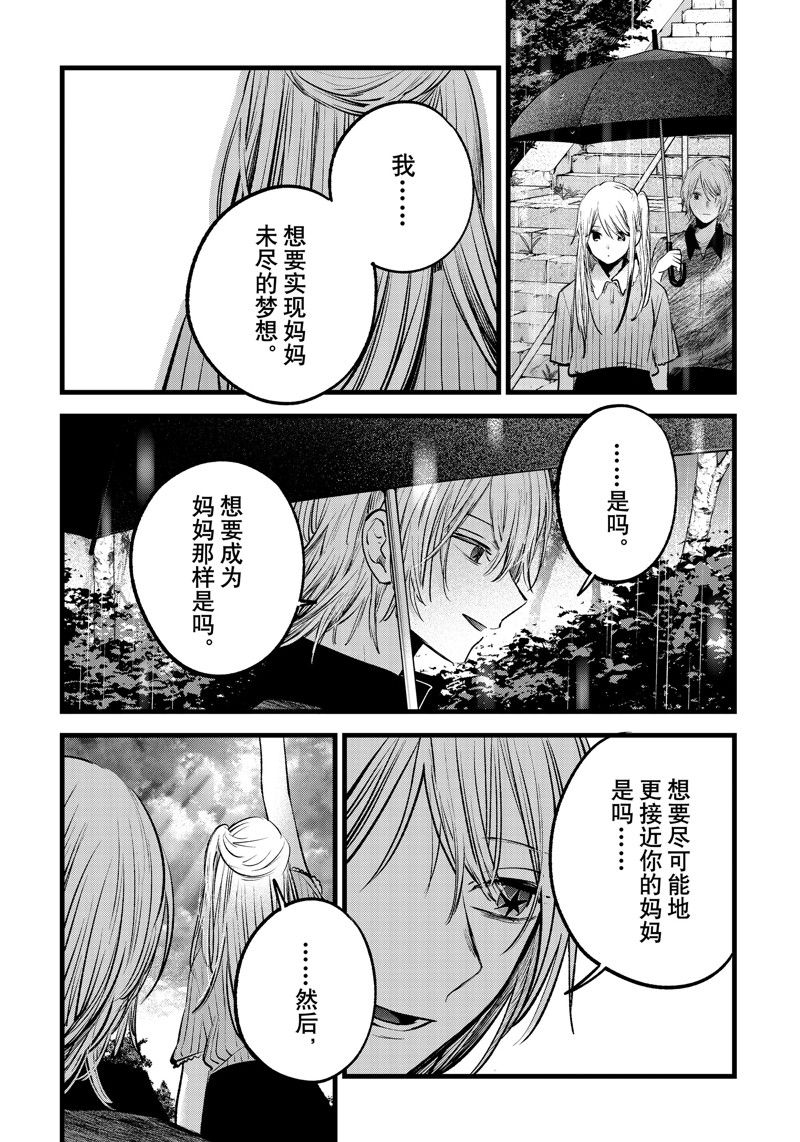 我……
想要实现妈妈
未尽的梦想。
……是吗。
想要成为
妈妈那样是吗。
想要尽可能地
更接近你的妈妈
是吗……
……然后，